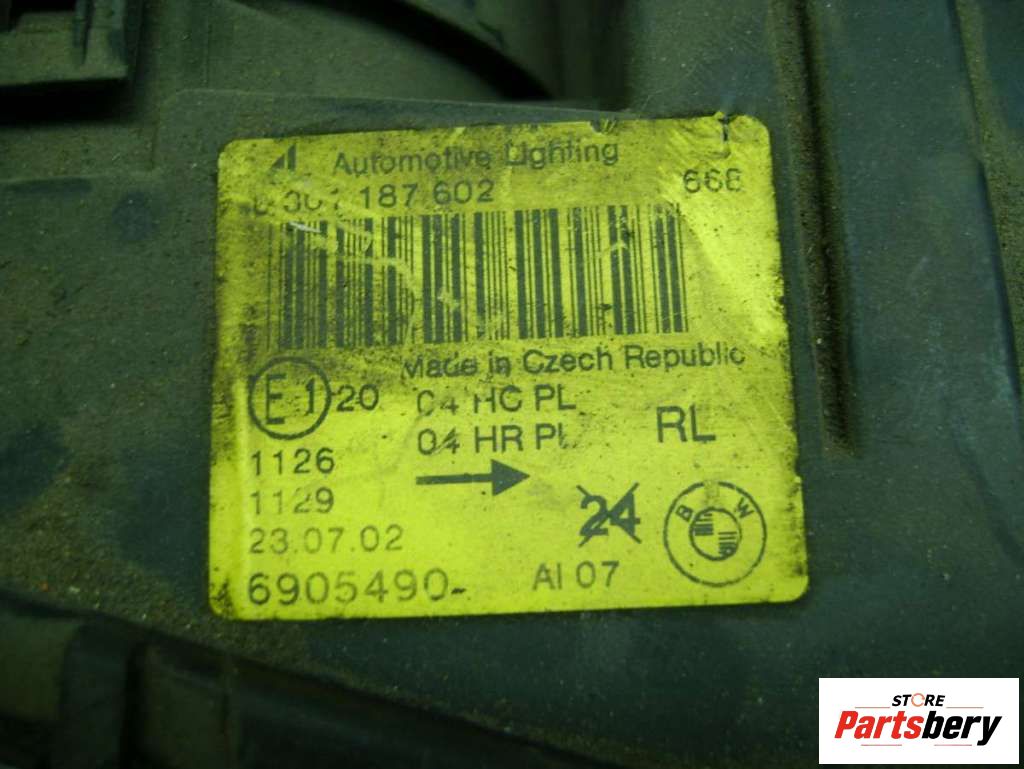 Automotive Lighting
187 602
Made in Czech Republic
E1 20
04 HC PL
04 HR PL
RL
1126
1129
24
BMW
23.07.02
6905490-
AI 07
STORE
Partsbery